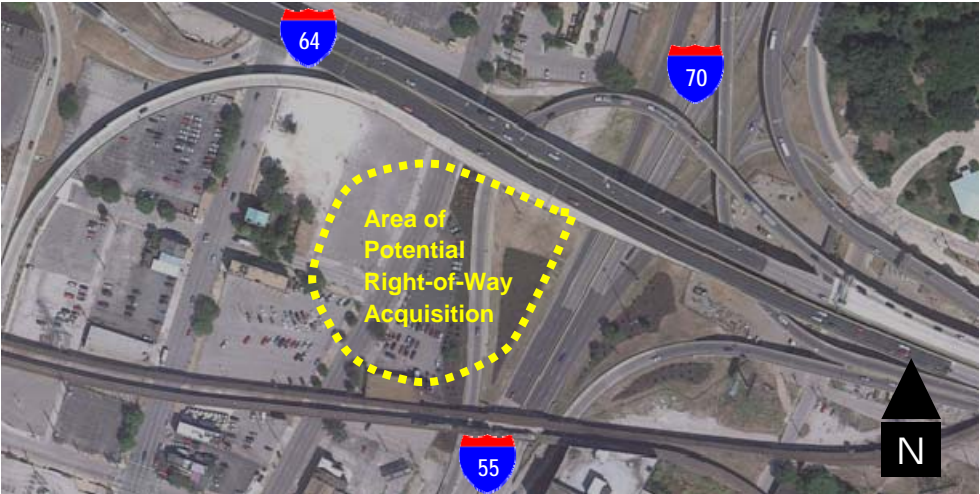 64
70
Area of
Potential
Right-of-Way
Acquisition
55
N